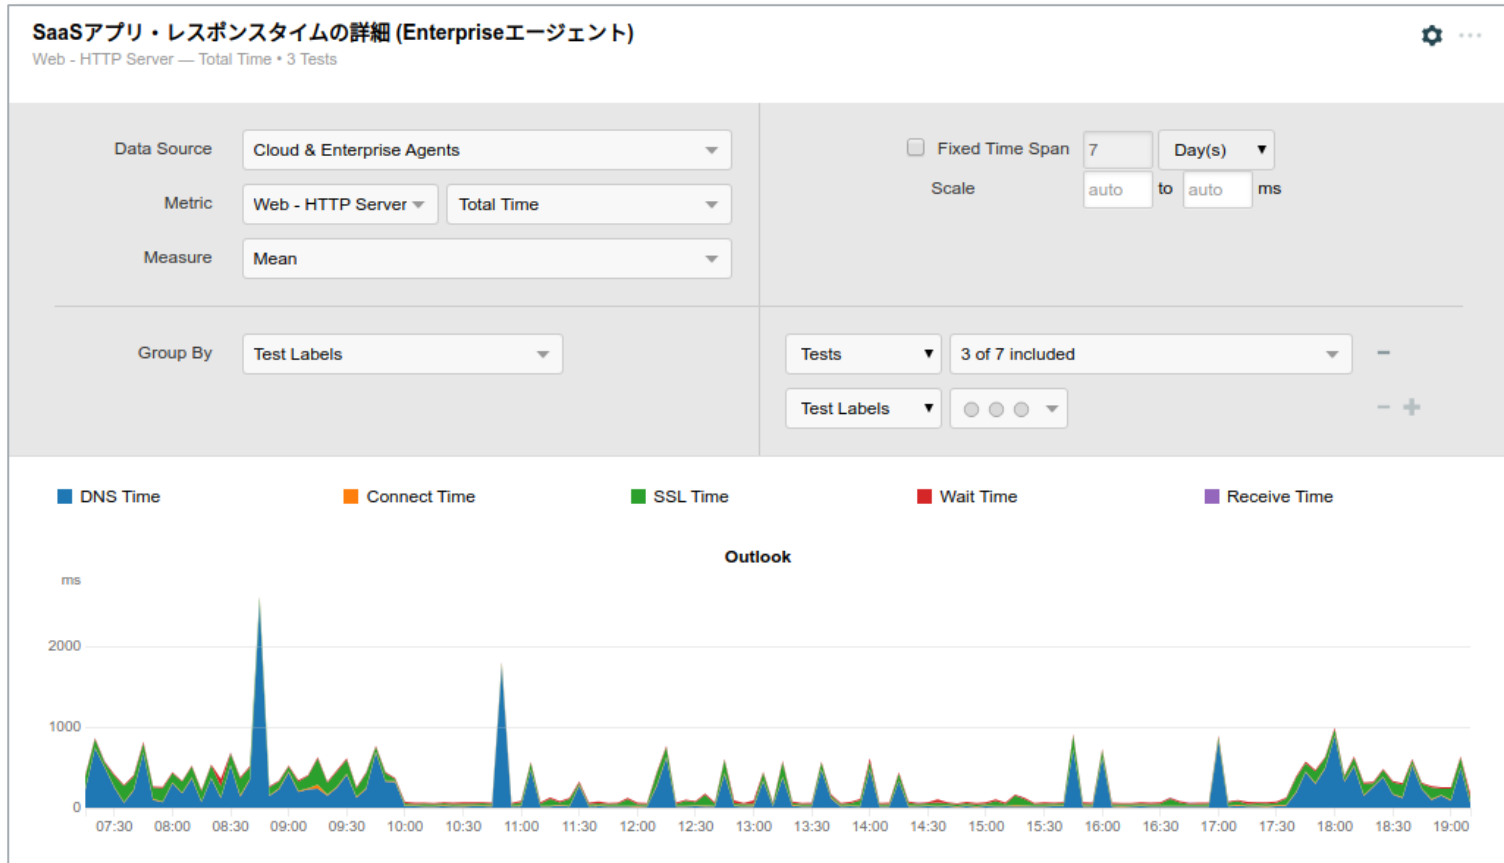 SaaSアプリ・レスポンスタイムの詳細 (Enterpriseエージェント)
Web - HTTP Server — Total Time • 3 Tests
Data Source Cloud & Enterprise Agents
Fixed Time Span 7 Day(s)
Metric Web - HTTP Server Total Time
Scale auto to auto ms
Measure Mean
Group By Test Labels
Tests 3 of 7 included
Test Labels
DNS Time Connect Time SSL Time Wait Time Receive Time
Outlook
ms
2000
1000
0
07:30 08:00 08:30 09:00 09:30 10:00 10:30 11:00 11:30 12:00 12:30 13:00 13:30 14:00 14:30 15:00 15:30 16:00 16:30 17:00 17:30 18:00 18:30 19:00